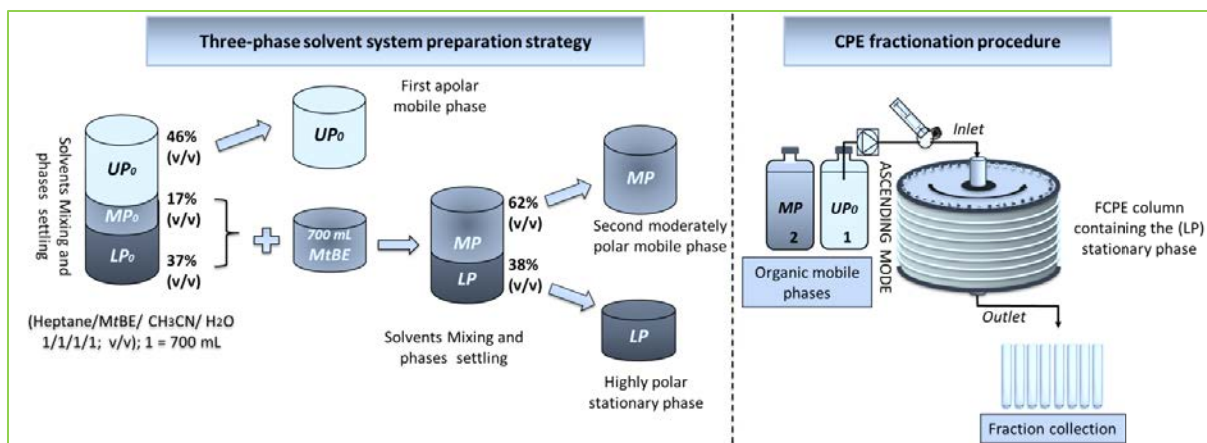 Three-phase solvent system preparation strategy
First apolar
mobile phase
Solvents Mixing and
phases settling
UP0
46%
(v/v)
MP0
17%
(v/v)
LP0
37%
(v/v)
UP0
700 mL
MtBE
MP
62%
(v/v)
LP
38%
(v/v)
MP
Second moderately
polar mobile phase
LP
Highly polar
stationary phase
(Heptane/MtBE/ CH3CN/ H2O
1/1/1/1; v/v); 1 = 700 mL
Solvents Mixing and
phases settling
CPE fractionation procedure
Inlet
MP
2
UP0
1
ASCENDING MODE
Organic mobile
phases
FCPE column
containing the (LP)
stationary phase
Outlet
Fraction collection